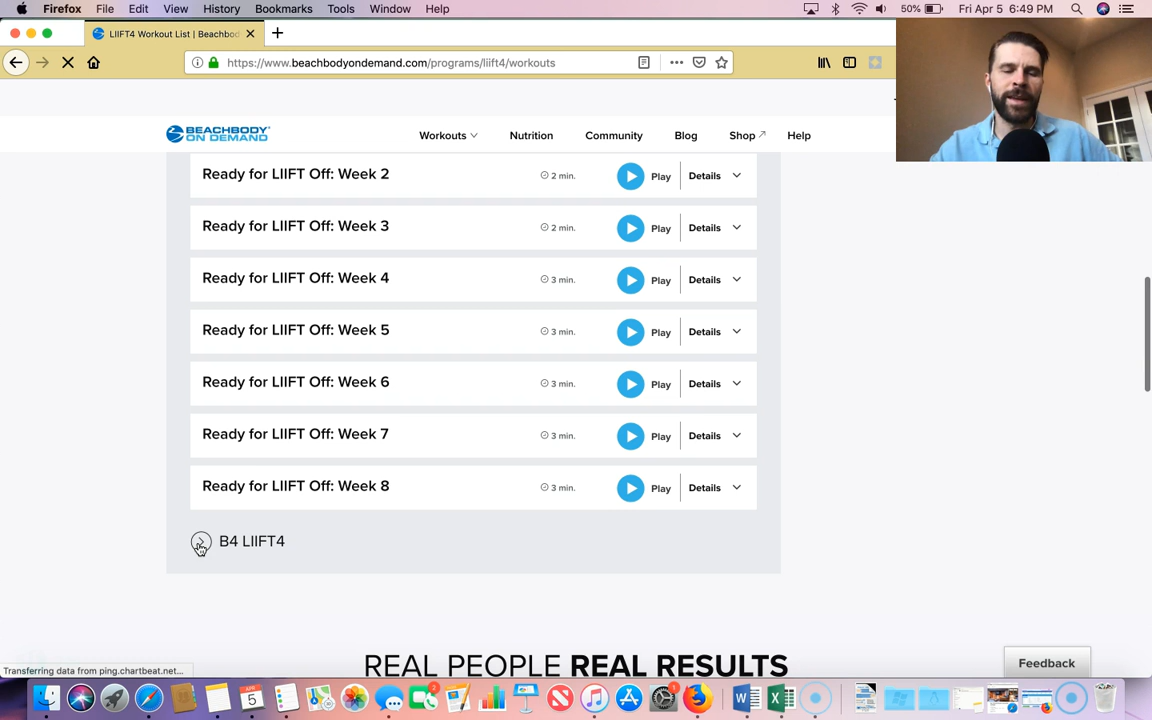 Firefox File Edit View History Bookmarks Tools Window Help 50% Fri Apr 5 6:49 PM
LIIFT4 Workout List | Beachbod
https://www.beachbodyondemand.com/programs/liift4/workouts
BEACHBODY ON DEMAND Workouts Nutrition Community Blog Shop Help
Ready for LIIFT Off: Week 2 2 min. Play Details
Ready for LIIFT Off: Week 3 2 min. Play Details
Ready for LIIFT Off: Week 4 3 min. Play Details
Ready for LIIFT Off: Week 5 3 min. Play Details
Ready for LIIFT Off: Week 6 3 min. Play Details
Ready for LIIFT Off: Week 7 3 min. Play Details
Ready for LIIFT Off: Week 8 3 min. Play Details
B4 LIIFT4
REAL PEOPLE REAL RESULTS
Feedback
Transferring data from ping.chartbeat.net...
APR
5
2
1